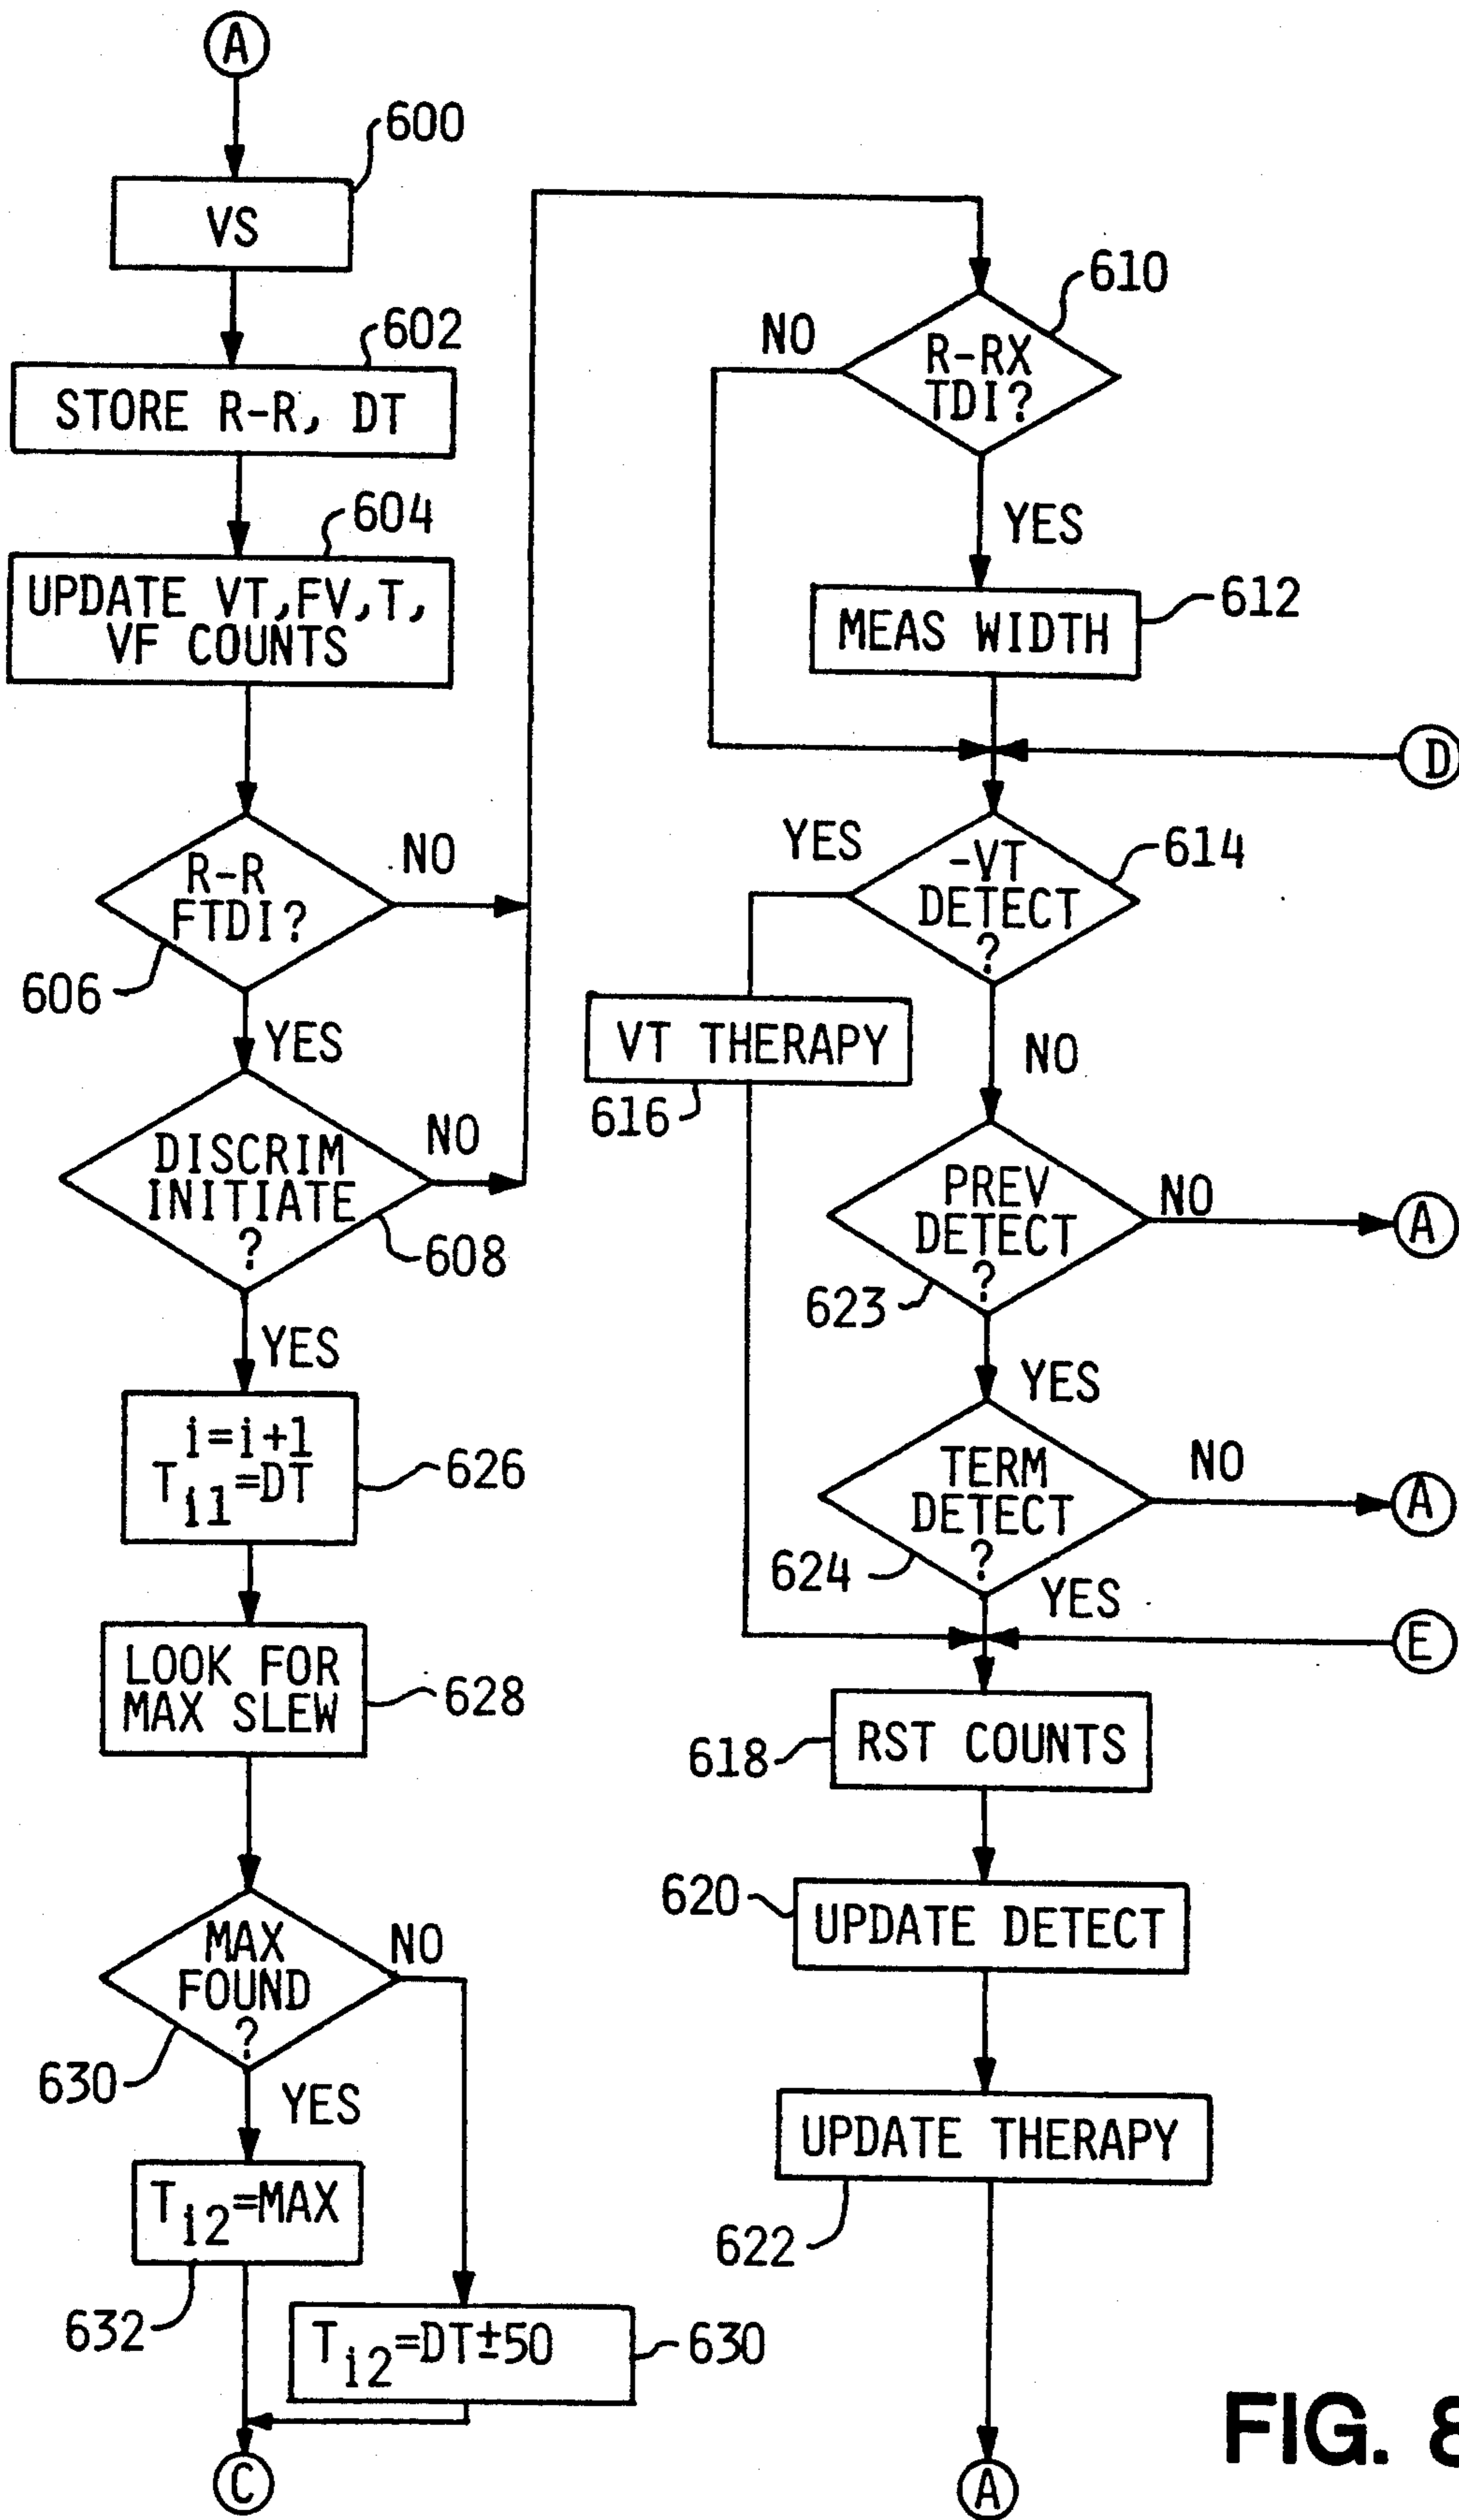 A
600
VS
602
STORE R-R, DT
604
UPDATE VT,FV,T,
VF COUNTS
R-R
FTDI?
NO
606
YES
DISCRIM
INITIATE
?
NO
608
YES
i=i+1
Ti1=DT
626
LOOK FOR
MAX SLEW
628
MAX
FOUND
?
NO
630
YES
Ti2=MAX
632
Ti2=DT±50
630
C
610
R-RX
TDI?
NO
YES
MEAS WIDTH
612
D
-VT
DETECT
?
614
YES
VT THERAPY
616
NO
PREV
DETECT
?
NO
A
623
YES
TERM
DETECT
?
NO
A
624
YES
E
RST COUNTS
618
620
UPDATE DETECT
UPDATE THERAPY
622
A
FIG. 8